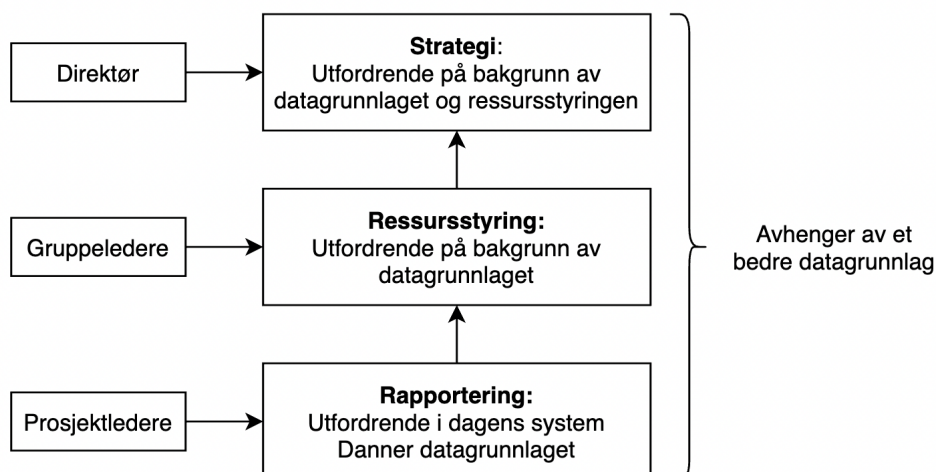 Direktør
Strategi:
Utfordrende på bakgrunn av
datagrunnlaget og ressursstyringen
Gruppeledere
Ressursstyring:
Utfordrende på bakgrunn av
datagrunnlaget
Avhenger av et
bedre datagrunnlag
Prosjektledere
Rapportering:
Utfordrende i dagens system
Danner datagrunnlaget